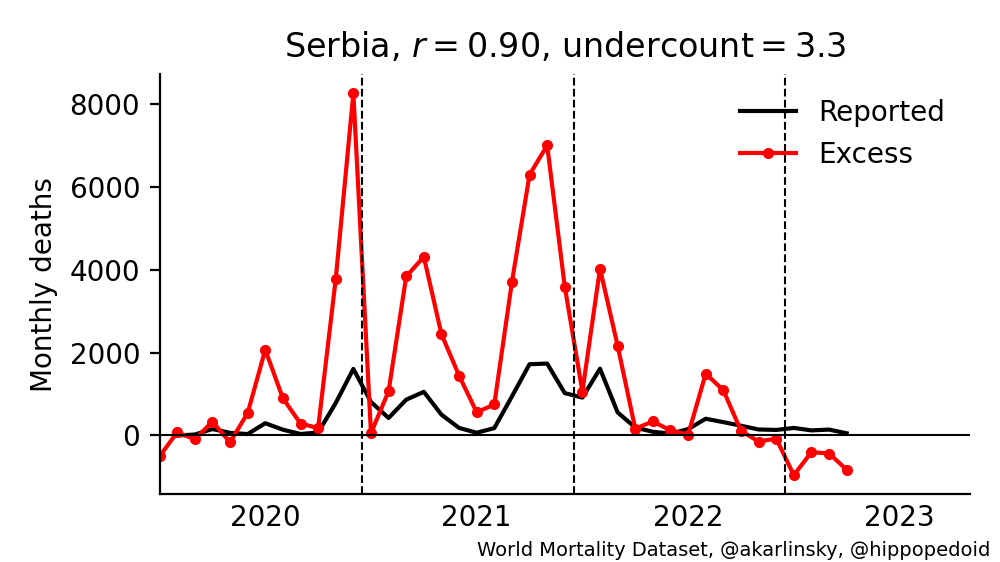 Serbia, r = 0.90, undercount = 3.3
Reported
Excess
Monthly deaths
8000
6000
4000
2000
0
2020 2021 2022 2023
World Mortality Dataset, @akarlinsky, @hippopedoid